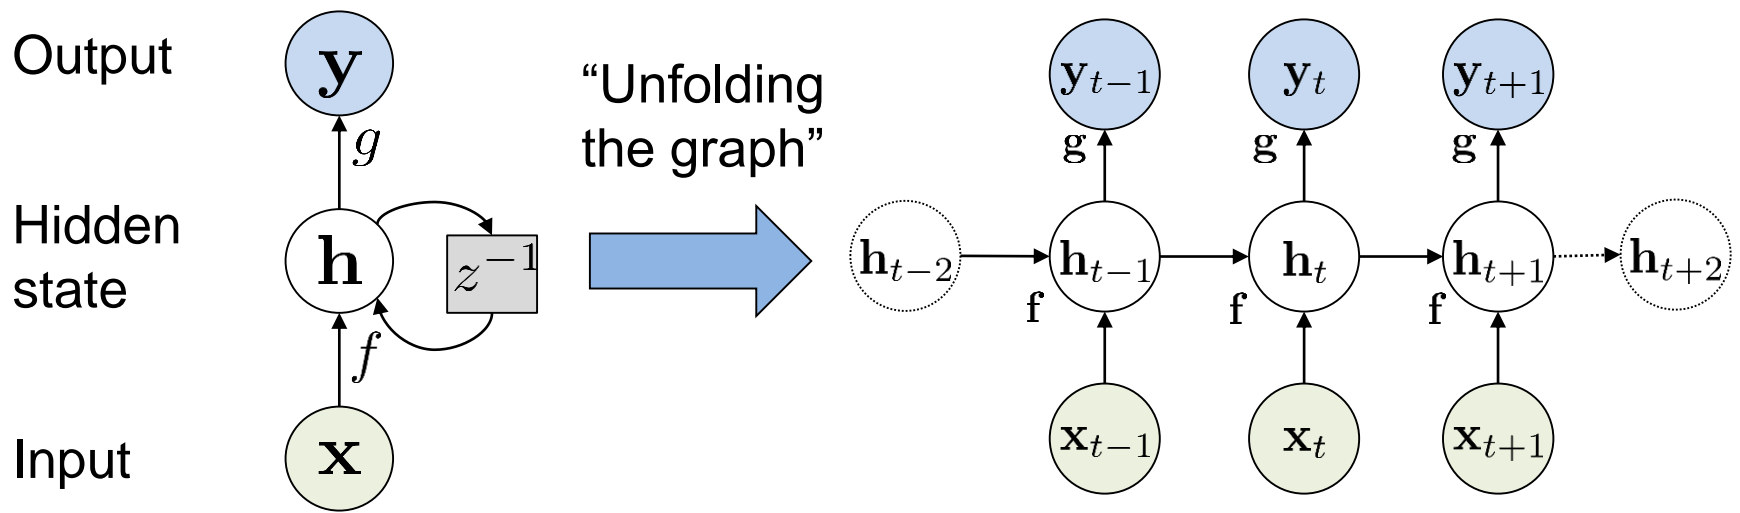 Output
y
g
Hidden
state
h
z⁻¹
f
Input
x
“Unfolding
the graph”
y_{t−1}
y_t
y_{t+1}
g
g
g
h_{t−2}
h_{t−1}
h_t
h_{t+1}
h_{t+2}
f
f
f
x_{t−1}
x_t
x_{t+1}